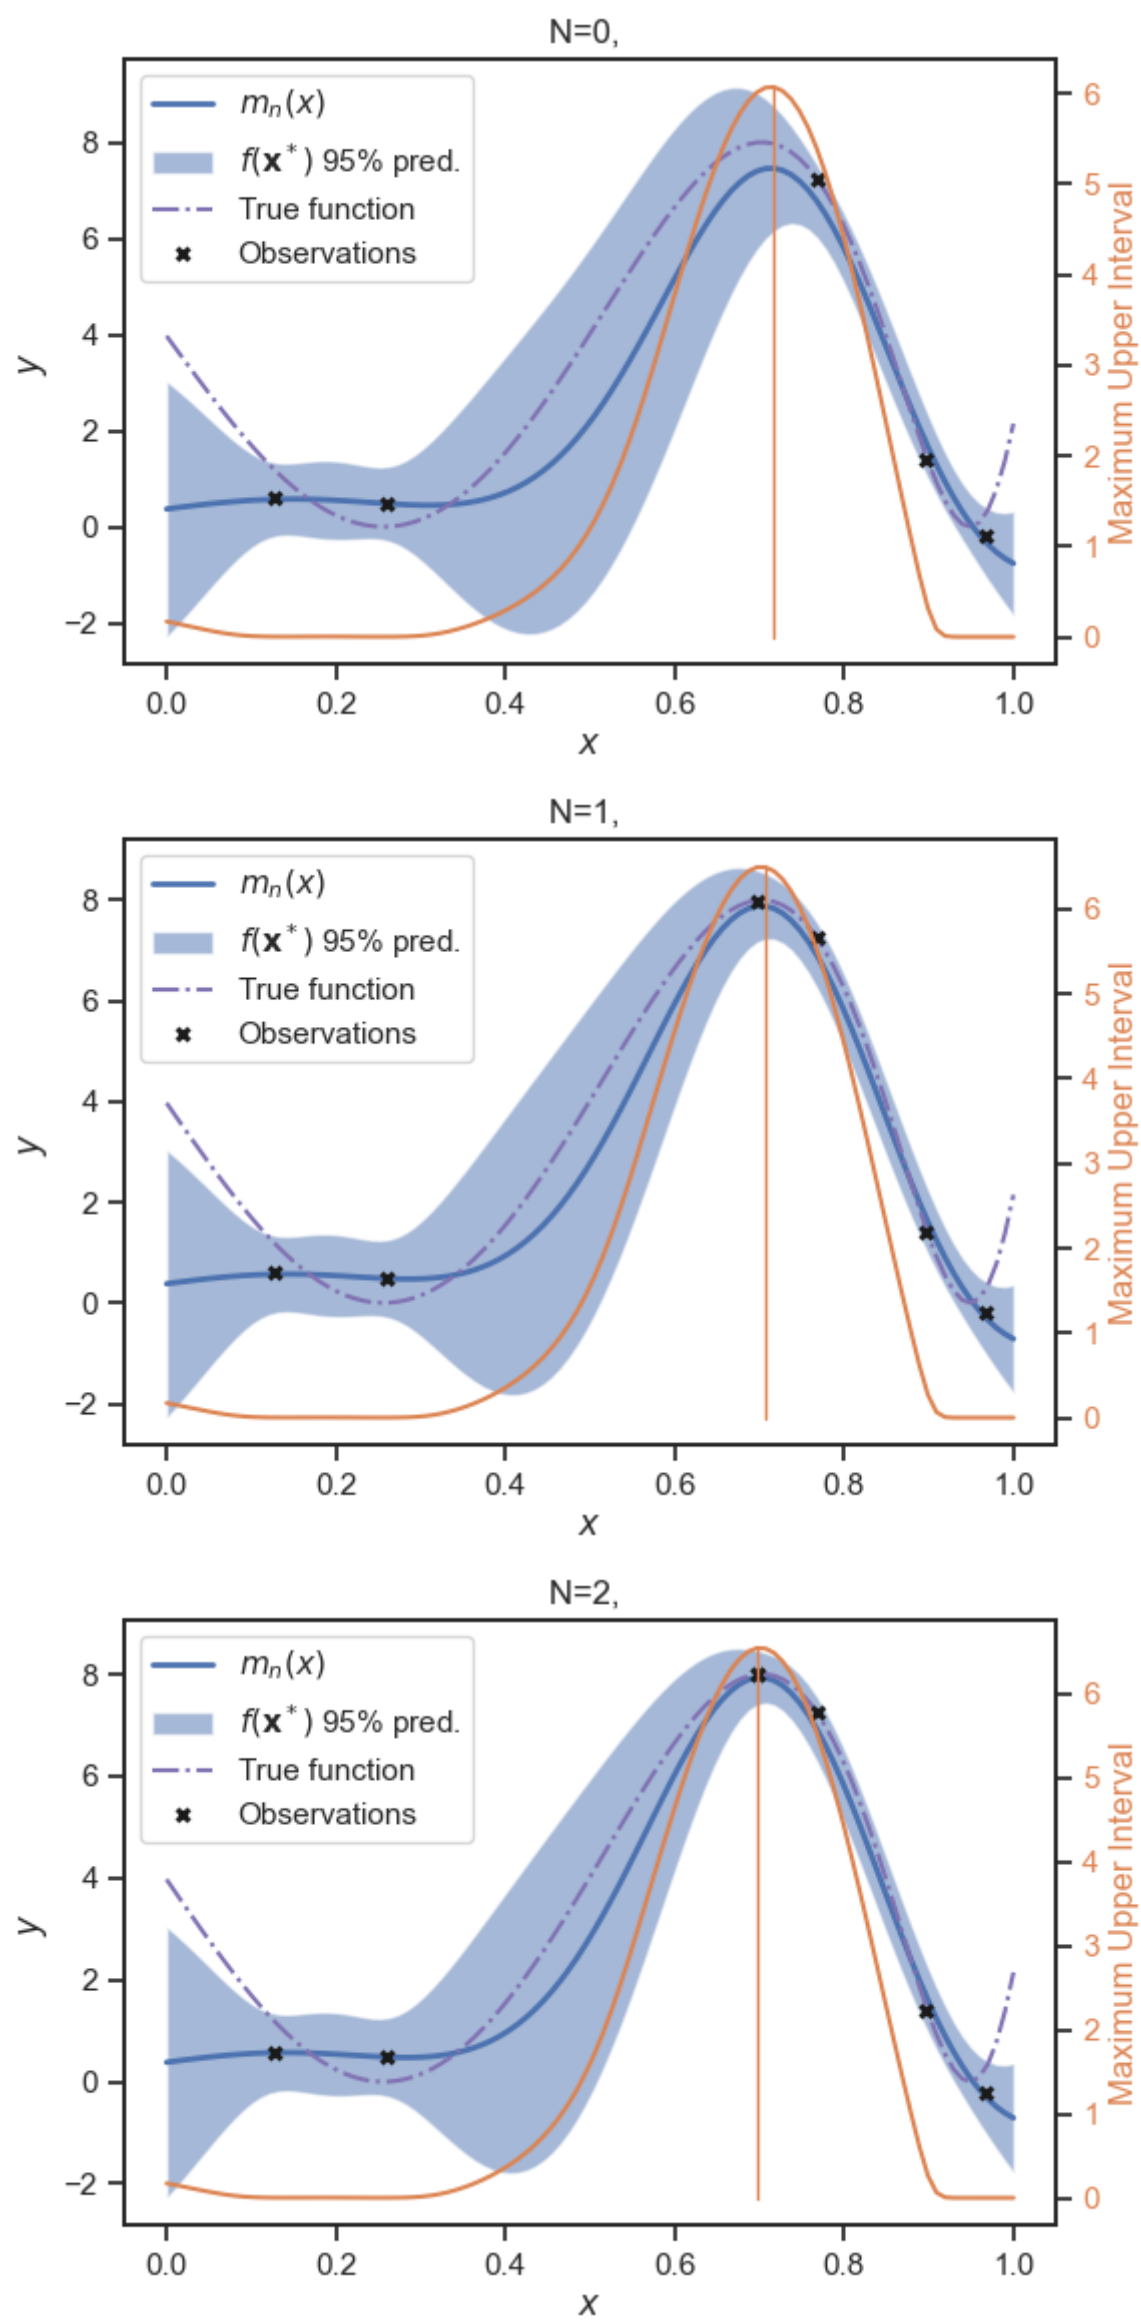 N=0,
m_n(x)
f(x*) 95% pred.
True function
Observations
8
6
4
2
0
−2
y
6
5
4
3
2
1
0
Maximum Upper Interval
0.0 0.2 0.4 0.6 0.8 1.0
x
N=1,
m_n(x)
f(x*) 95% pred.
True function
Observations
8
6
4
2
0
−2
y
6
5
4
3
2
1
0
Maximum Upper Interval
0.0 0.2 0.4 0.6 0.8 1.0
x
N=2,
m_n(x)
f(x*) 95% pred.
True function
Observations
8
6
4
2
0
−2
y
6
5
4
3
2
1
0
Maximum Upper Interval
0.0 0.2 0.4 0.6 0.8 1.0
x